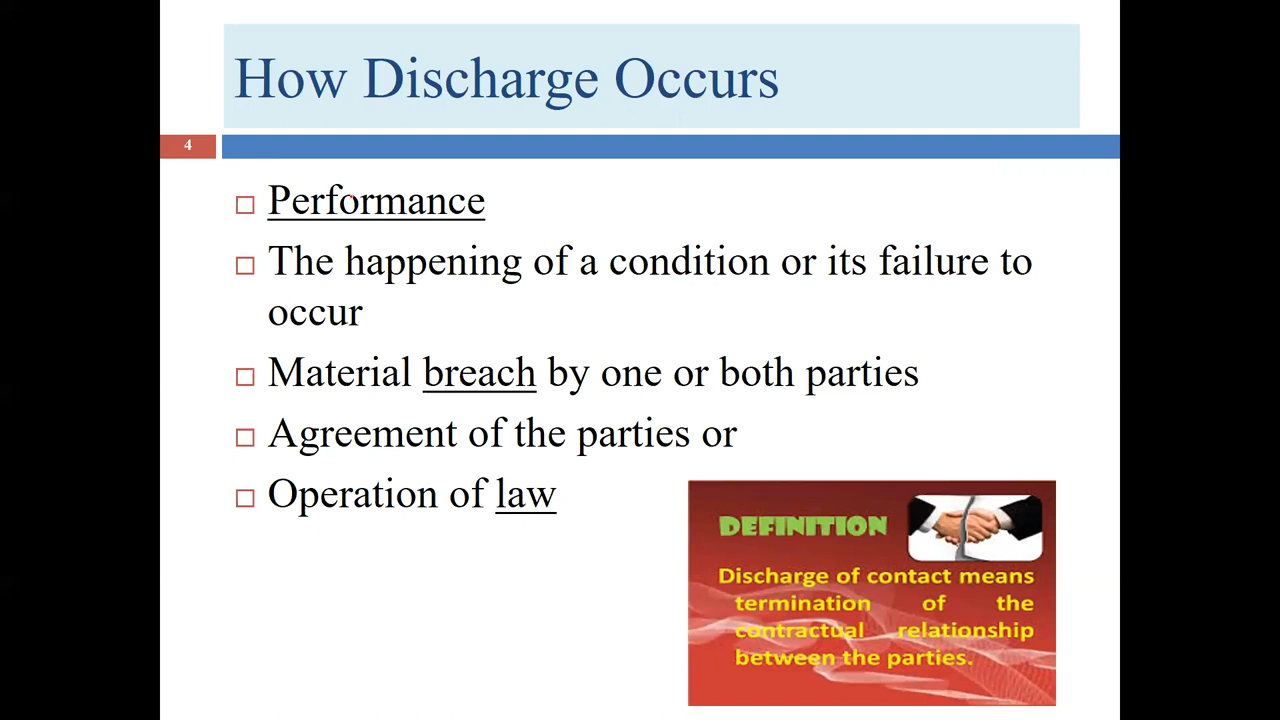 How Discharge Occurs
4
Performance
The happening of a condition or its failure to
occur
Material breach by one or both parties
Agreement of the parties or
Operation of law
DEFINITION
Discharge of contact means
termination of the
contractual relationship
between the parties.